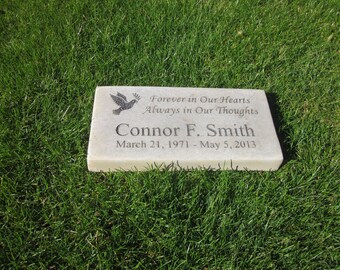 Forever in Our Hearts
Always in Our Thoughts
Connor F. Smith
March 21, 1971 - May 5, 2013